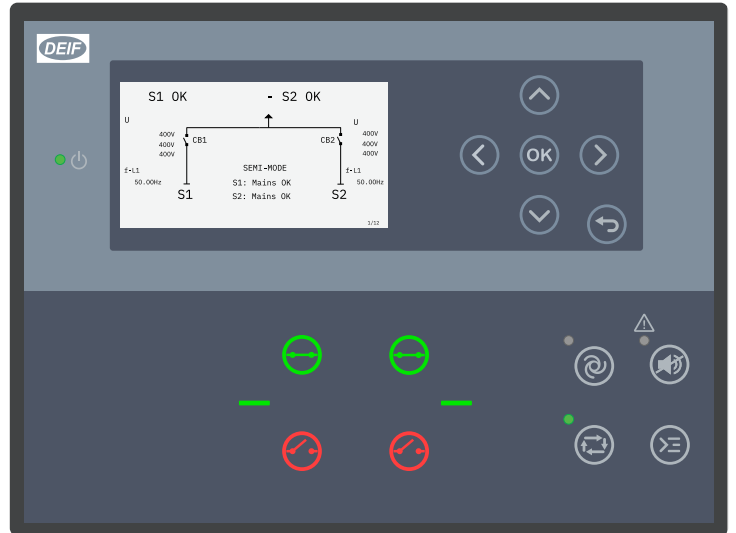 DEIF
S1 OK - S2 OK
U U
400V 400V
400V CB1 CB2 400V
400V 400V
SEMI-MODE
f-L1 f-L1
50.00Hz S1: Mains OK 50.00Hz
S1 S2: Mains OK S2
1/12
OK